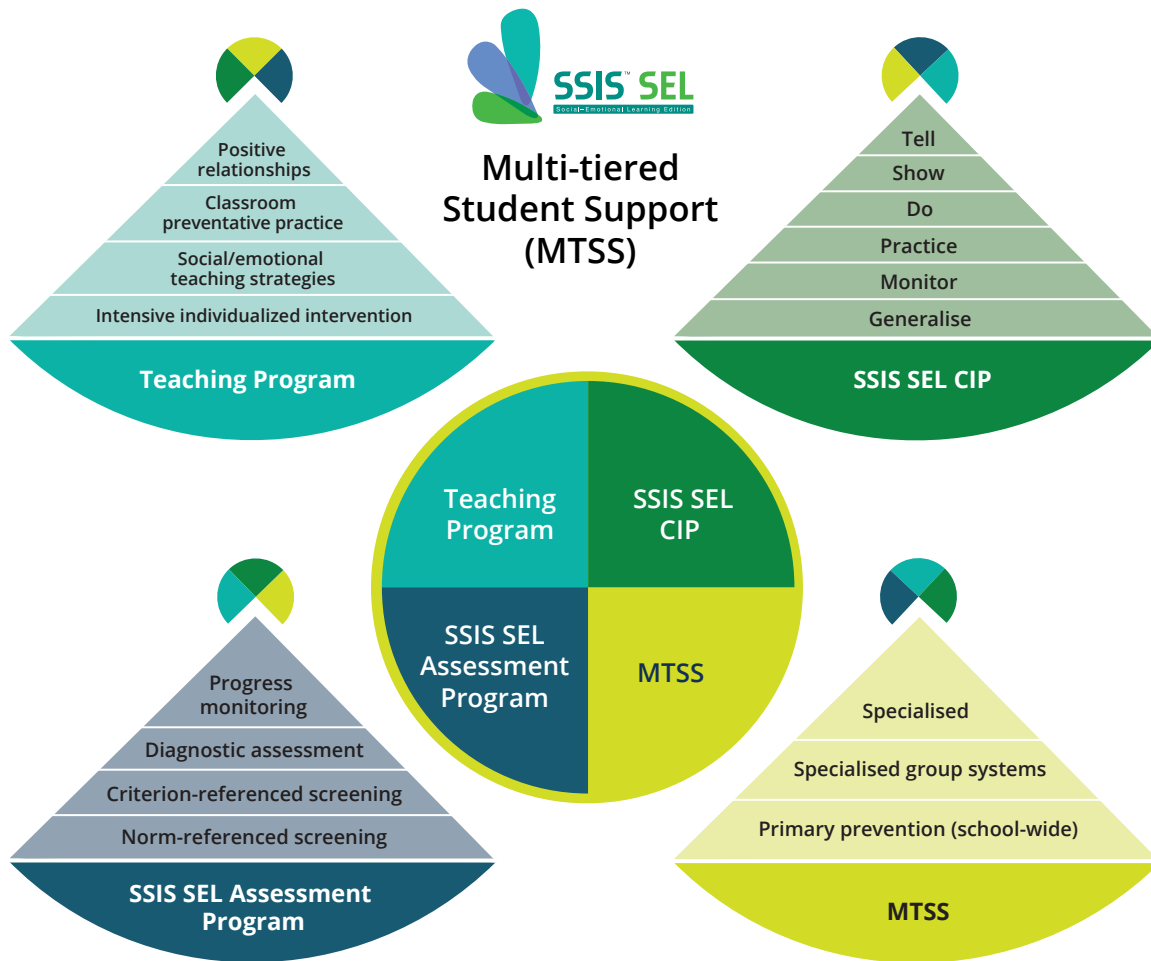 SSIS™ SEL
Social-Emotional Learning Edition
Multi-tiered
Student Support
(MTSS)
Positive
relationships
Classroom
preventative practice
Social/emotional
teaching strategies
Intensive individualized intervention
Teaching Program
Tell
Show
Do
Practice
Monitor
Generalise
SSIS SEL CIP
Teaching
Program
SSIS SEL
CIP
SSIS SEL
Assessment
Program
MTSS
Progress
monitoring
Diagnostic assessment
Criterion-referenced screening
Norm-referenced screening
SSIS SEL Assessment
Program
Specialised
Specialised group systems
Primary prevention (school-wide)
MTSS